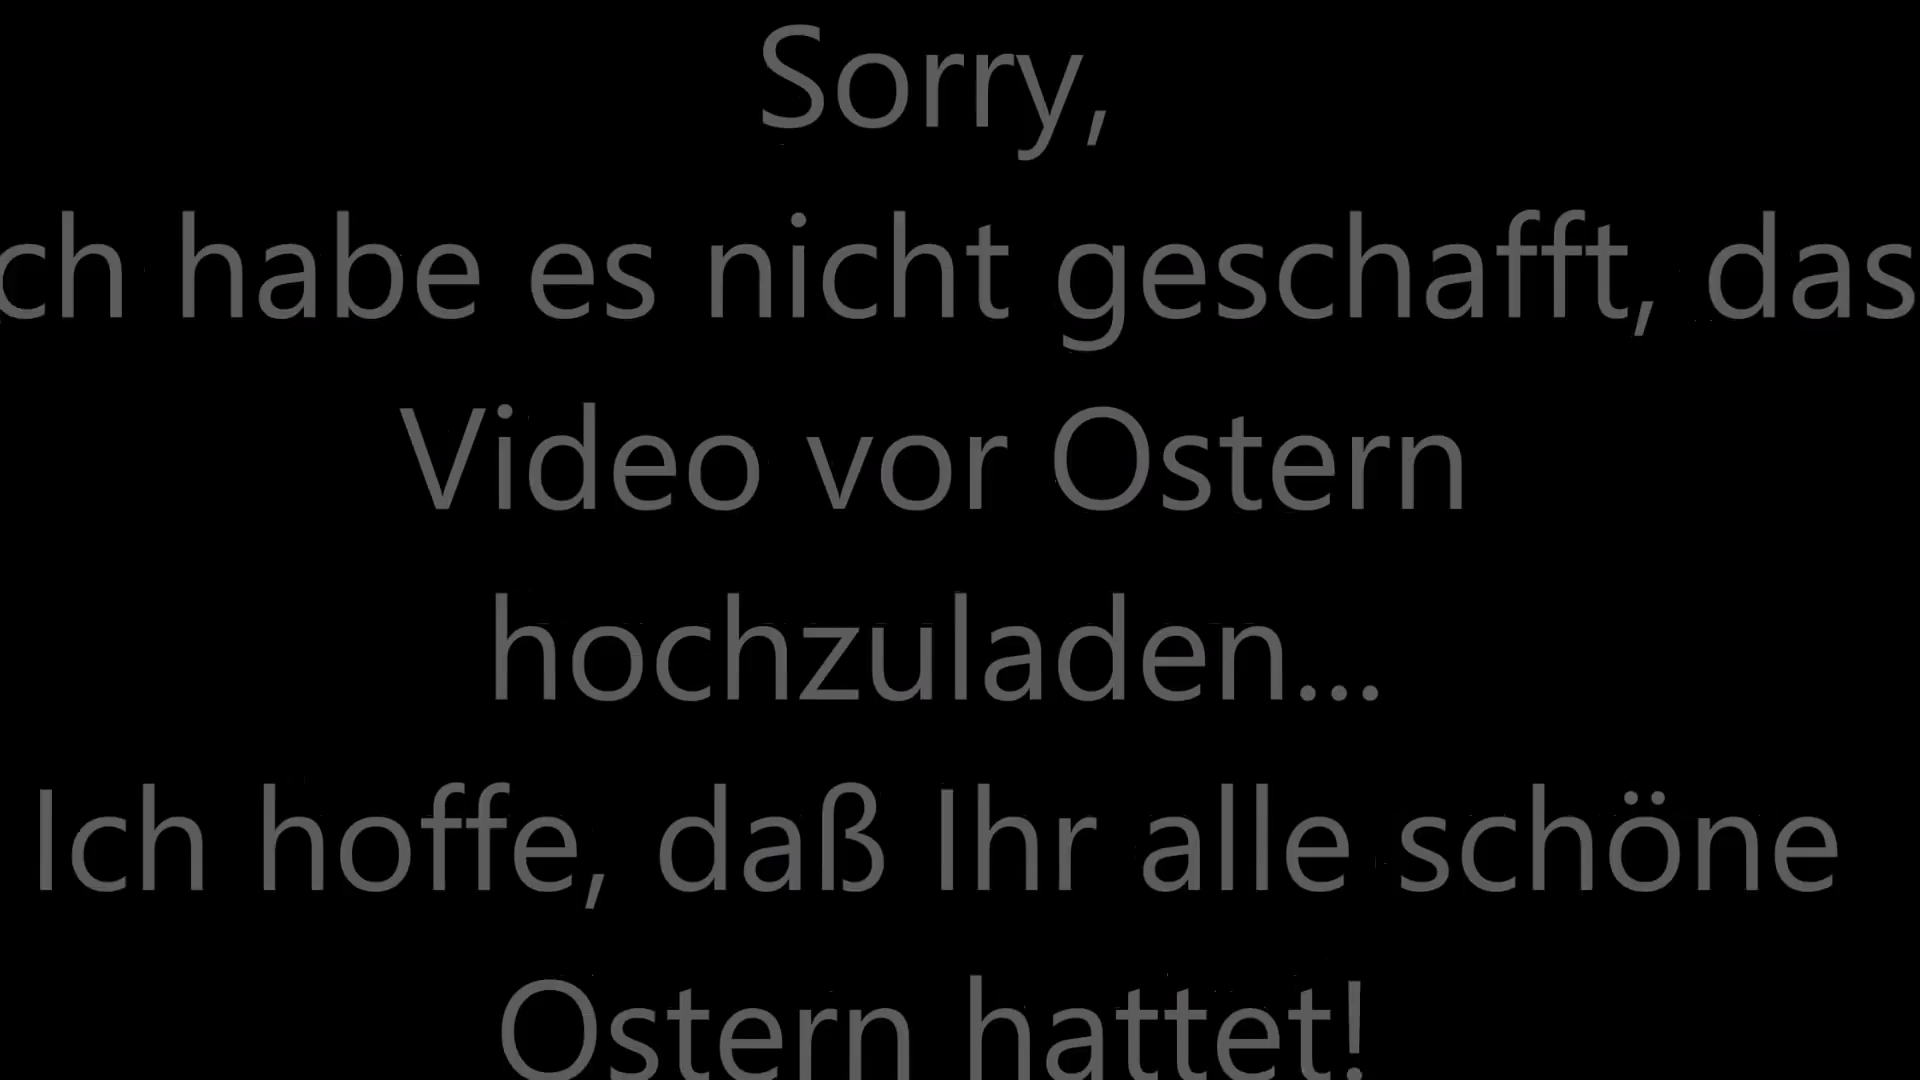 Sorry,
ch habe es nicht geschafft, das
Video vor Ostern
hochzuladen...
Ich hoffe, daß Ihr alle schöne
Ostern hattet!